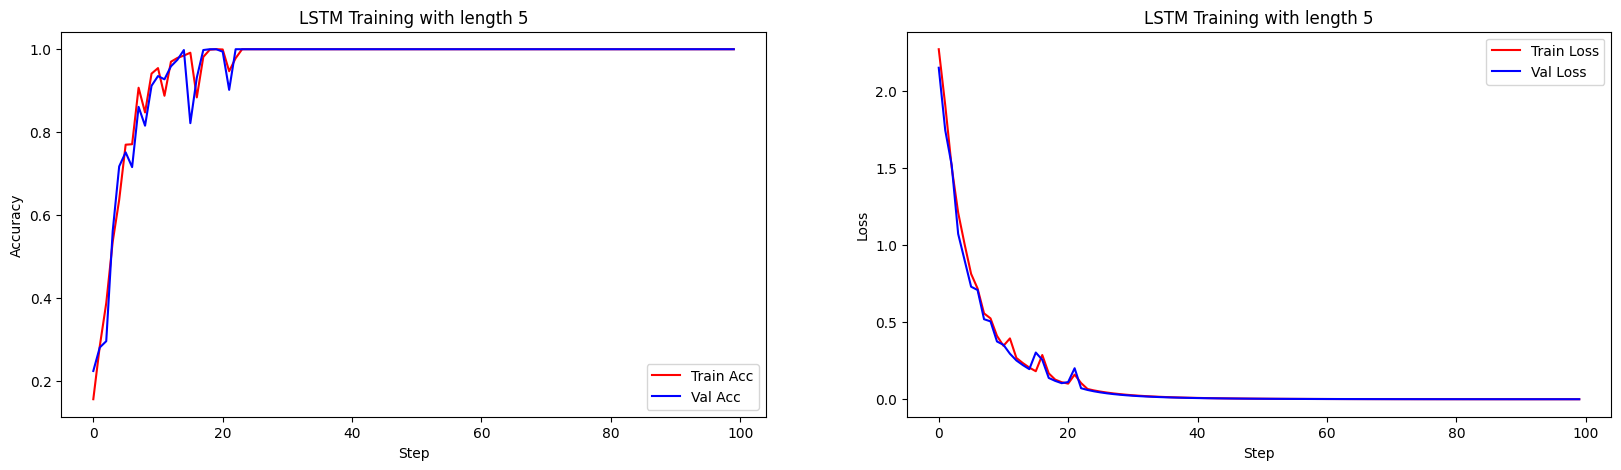 LSTM Training with length 5
Accuracy
1.0
0.8
0.6
0.4
0.2
Train Acc
Val Acc
0 20 40 60 80 100
Step
LSTM Training with length 5
Loss
2.0
1.5
1.0
0.5
0.0
Train Loss
Val Loss
0 20 40 60 80 100
Step